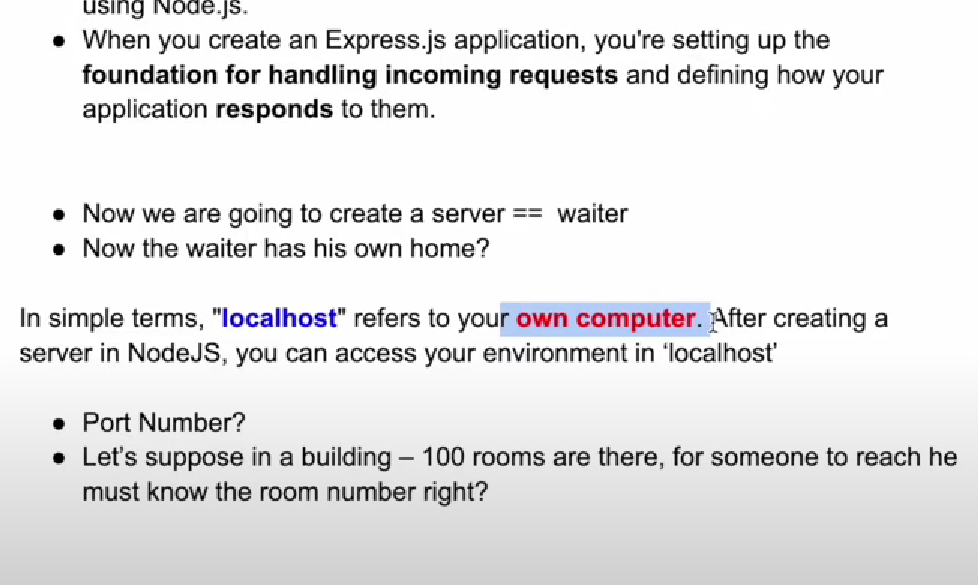 using Node.js.
● When you create an Express.js application, you're setting up the
foundation for handling incoming requests and defining how your
application responds to them.
● Now we are going to create a server == waiter
● Now the waiter has his own home?
In simple terms, "localhost" refers to your own computer. After creating a
server in NodeJS, you can access your environment in ‘localhost’
● Port Number?
● Let’s suppose in a building – 100 rooms are there, for someone to reach he
must know the room number right?